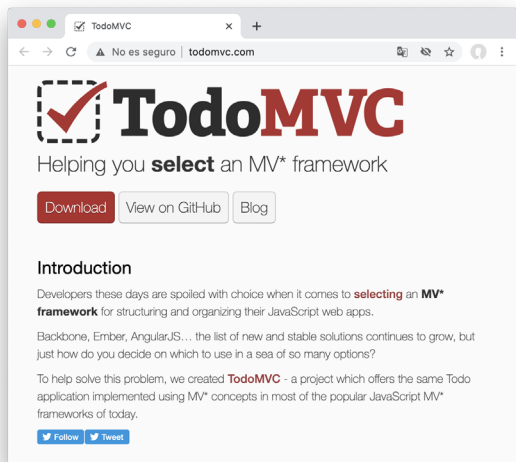 TodoMVC
No es seguro | todomvc.com
TodoMVC
Helping you select an MV* framework
Download View on GitHub Blog
Introduction
Developers these days are spoiled with choice when it comes to selecting an MV*
framework for structuring and organizing their JavaScript web apps.
Backbone, Ember, AngularJS… the list of new and stable solutions continues to grow, but
just how do you decide on which to use in a sea of so many options?
To help solve this problem, we created TodoMVC - a project which offers the same Todo
application implemented using MV* concepts in most of the popular JavaScript MV*
frameworks of today.
Follow Tweet